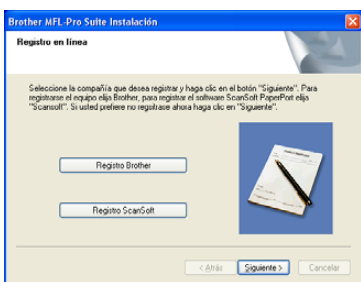 Brother MFL-Pro Suite Instalación
Registro en línea
Seleccione la compañía que desea registrar y haga clic en el botón "Siguiente". Para
registrarse el equipo elija Brother, para registrar el software ScanSoft PaperPort elija
"Scansoft". Si usted prefiere no registrase ahora haga clic en "Siguiente".
Registro Brother
Registro ScanSoft
< Atrás
Siguiente >
Cancelar